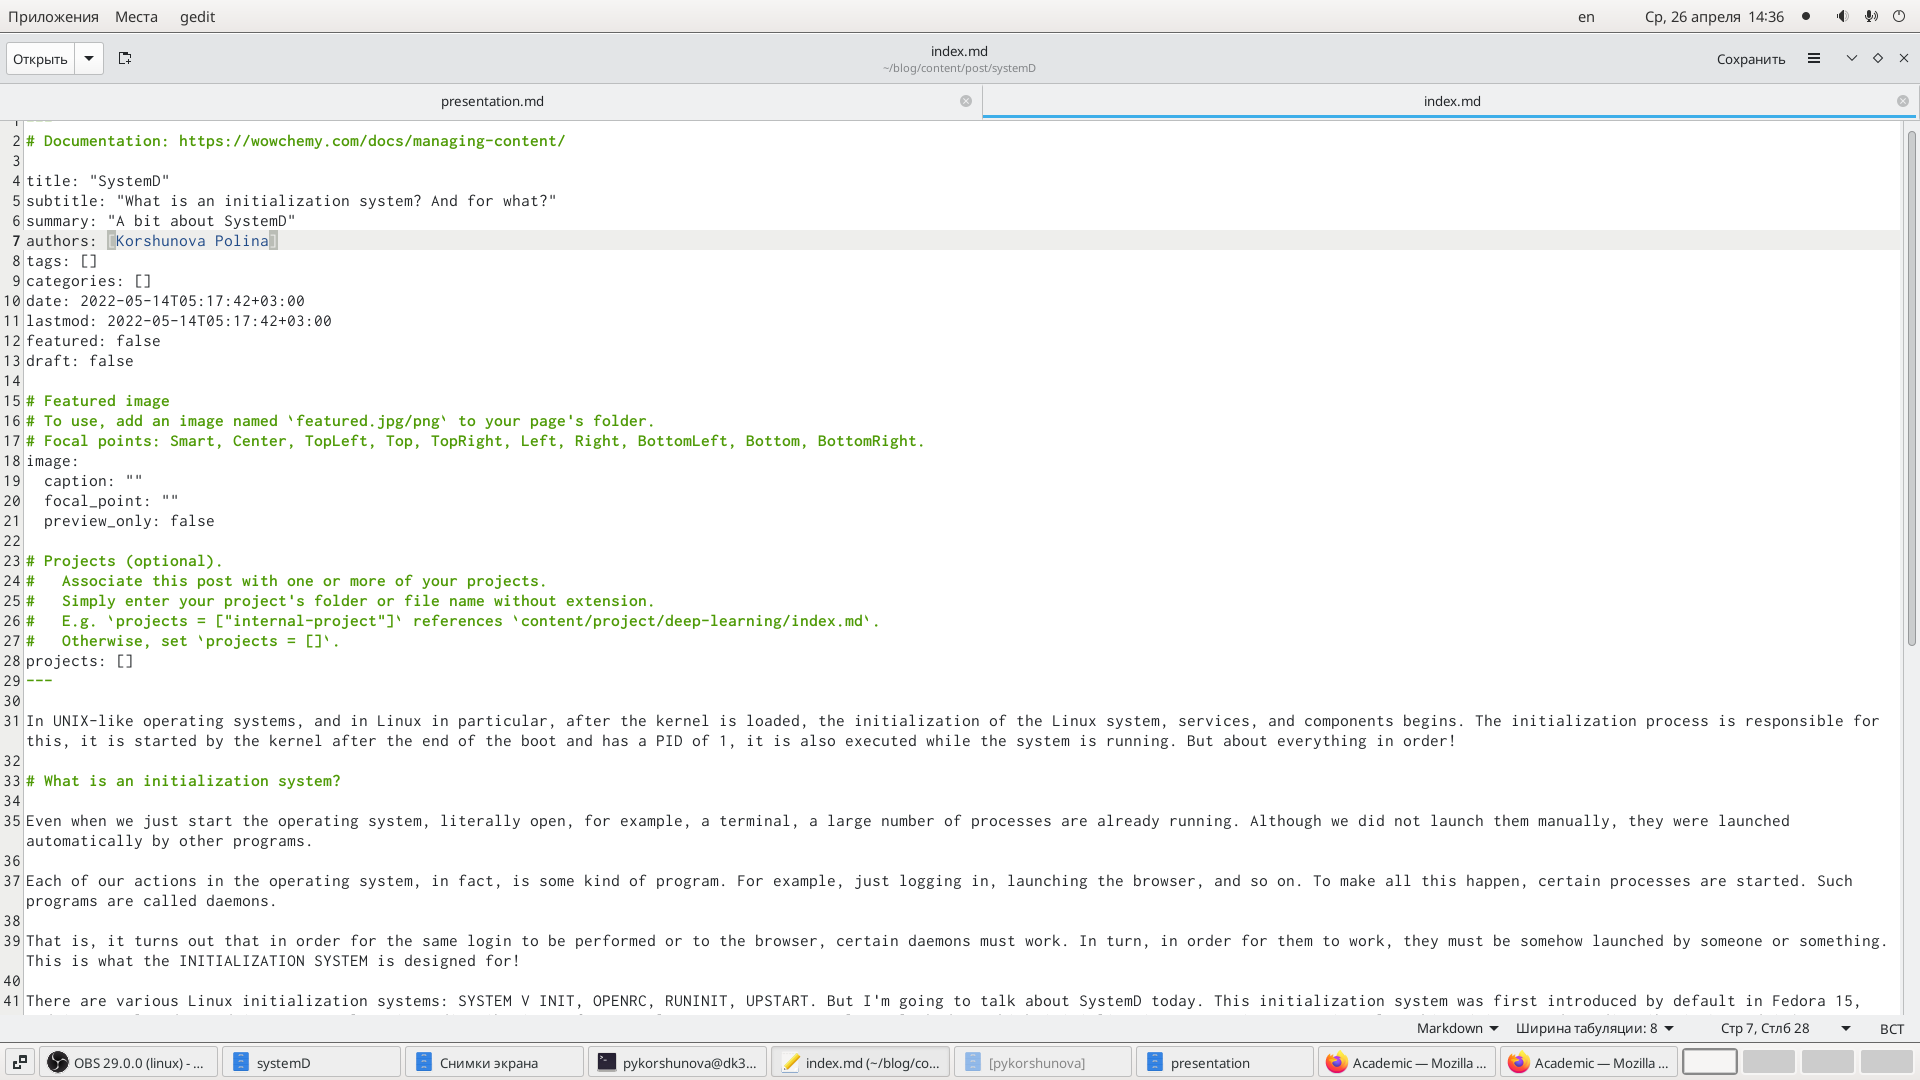 Приложения Места gedit en Ср, 26 апреля 14:36
Открыть index.md Сохранить
~/blog/content/post/systemD
presentation.md index.md
1 ---
2 # Documentation: https://wowchemy.com/docs/managing-content/
3
4 title: "SystemD"
5 subtitle: "What is an initialization system? And for what?"
6 summary: "A bit about SystemD"
7 authors: [Korshunova Polina]
8 tags: []
9 categories: []
10 date: 2022-05-14T05:17:42+03:00
11 lastmod: 2022-05-14T05:17:42+03:00
12 featured: false
13 draft: false
14
15 # Featured image
16 # To use, add an image named `featured.jpg/png` to your page's folder.
17 # Focal points: Smart, Center, TopLeft, Top, TopRight, Left, Right, BottomLeft, Bottom, BottomRight.
18 image:
19   caption: ""
20   focal_point: ""
21   preview_only: false
22
23 # Projects (optional).
24 #   Associate this post with one or more of your projects.
25 #   Simply enter your project's folder or file name without extension.
26 #   E.g. `projects = ["internal-project"]` references `content/project/deep-learning/index.md`.
27 #   Otherwise, set `projects = []`.
28 projects: []
29 ---
30
31 In UNIX-like operating systems, and in Linux in particular, after the kernel is loaded, the initialization of the Linux system, services, and components begins. The initialization process is responsible for
this, it is started by the kernel after the end of the boot and has a PID of 1, it is also executed while the system is running. But about everything in order!
32
33 # What is an initialization system?
34
35 Even when we just start the operating system, literally open, for example, a terminal, a large number of processes are already running. Although we did not launch them manually, they were launched
automatically by other programs.
36
37 Each of our actions in the operating system, in fact, is some kind of program. For example, just logging in, launching the browser, and so on. To make all this happen, certain processes are started. Such
programs are called daemons.
38
39 That is, it turns out that in order for the same login to be performed or to the browser, certain daemons must work. In turn, in order for them to work, they must be somehow launched by someone or something.
This is what the INITIALIZATION SYSTEM is designed for!
40
41 There are various Linux initialization systems: SYSTEM V INIT, OPENRC, RUNINIT, UPSTART. But I'm going to talk about SystemD today. This initialization system was first introduced by default in Fedora 15,
Markdown Ширина табуляции: 8 Стр 7, Стлб 28 ВСТ
OBS 29.0.0 (linux) - ... systemD Снимки экрана pykorshunova@dk3... index.md (~/blog/co... [pykorshunova] presentation Academic — Mozilla ... Academic — Mozilla ...